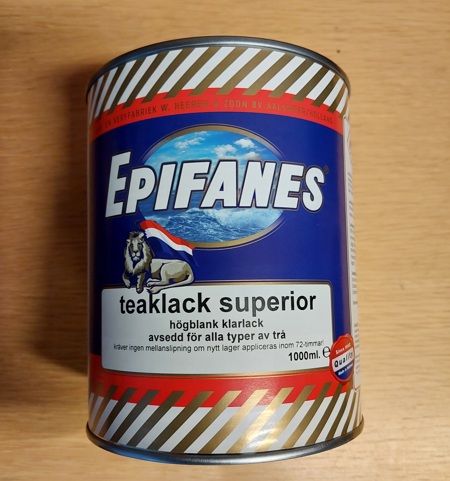 EPIFANES
teaklack superior
högblank klarlack
avsedd för alla typer av trä
kräver ingen mellanslipning om nytt lager appliceras inom 72-timmar
1000ml. ℮
Quality